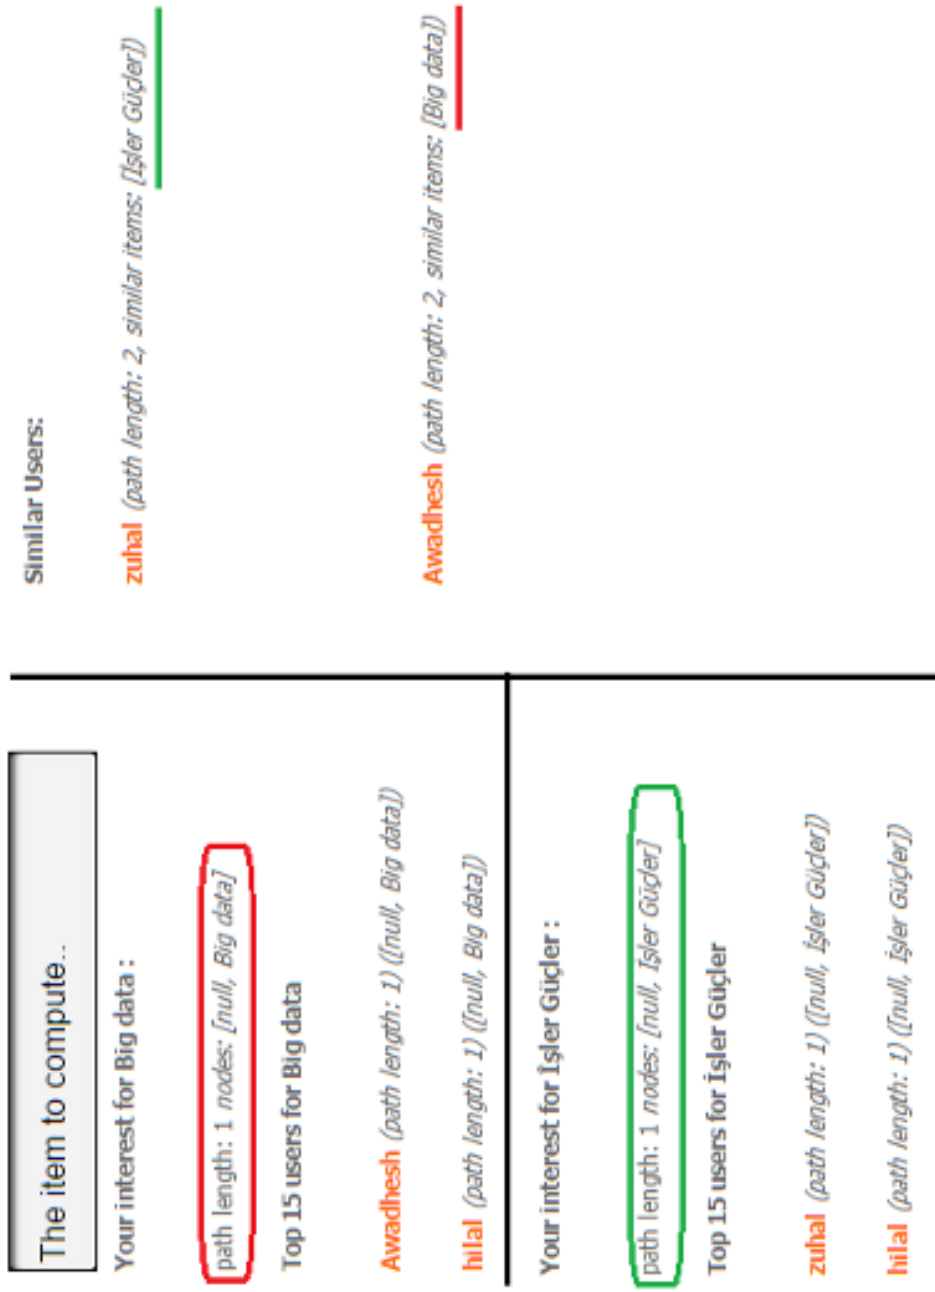 The item to compute..
Your interest for Big data :
path length: 1 nodes: [null, Big data]
Top 15 users for Big data
Awadhesh (path length: 1) ([null, Big data])
hilal (path length: 1) ([null, Big data])
Your interest for İşler Güçler :
path length: 1 nodes: [null, İşler Güçler]
Top 15 users for İşler Güçler
zuhal (path length: 1) ([null, İşler Güçler])
hilal (path length: 1) ([null, İşler Güçler])
Similar Users:
zuhal (path length: 2, similar items: [İşler Güçler])
Awadhesh (path length: 2, similar items: [Big data])